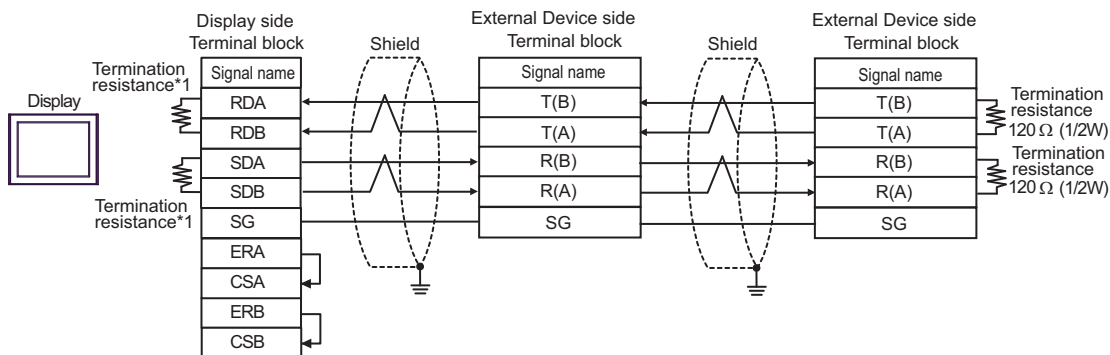 Display side
Terminal block
External Device side
Terminal block
External Device side
Terminal block
Shield
Shield
Termination
resistance*1
Display
Termination
resistance*1
Signal name
RDA
RDB
SDA
SDB
SG
ERA
CSA
ERB
CSB
Signal name
T(B)
T(A)
R(B)
R(A)
SG
Signal name
T(B)
T(A)
R(B)
R(A)
SG
Termination
resistance
120 Ω (1/2W)
Termination
resistance
120 Ω (1/2W)